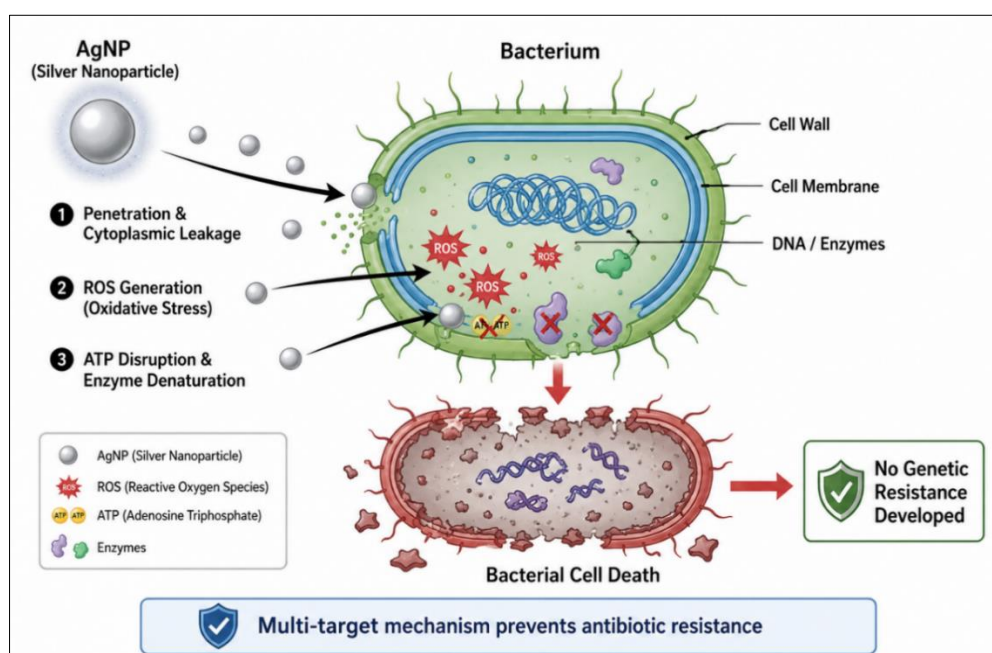 AgNP
(Silver Nanoparticle)
Bacterium
Cell Wall
Cell Membrane
DNA / Enzymes
1 Penetration &
Cytoplasmic Leakage
2 ROS Generation
(Oxidative Stress)
3 ATP Disruption &
Enzyme Denaturation
ROS
ROS
ROS
ATP
AgNP (Silver Nanoparticle)
ROS
ROS (Reactive Oxygen Species)
ATP ATP
ATP (Adenosine Triphosphate)
Enzymes
No Genetic
Resistance
Developed
Bacterial Cell Death
Multi-target mechanism prevents antibiotic resistance